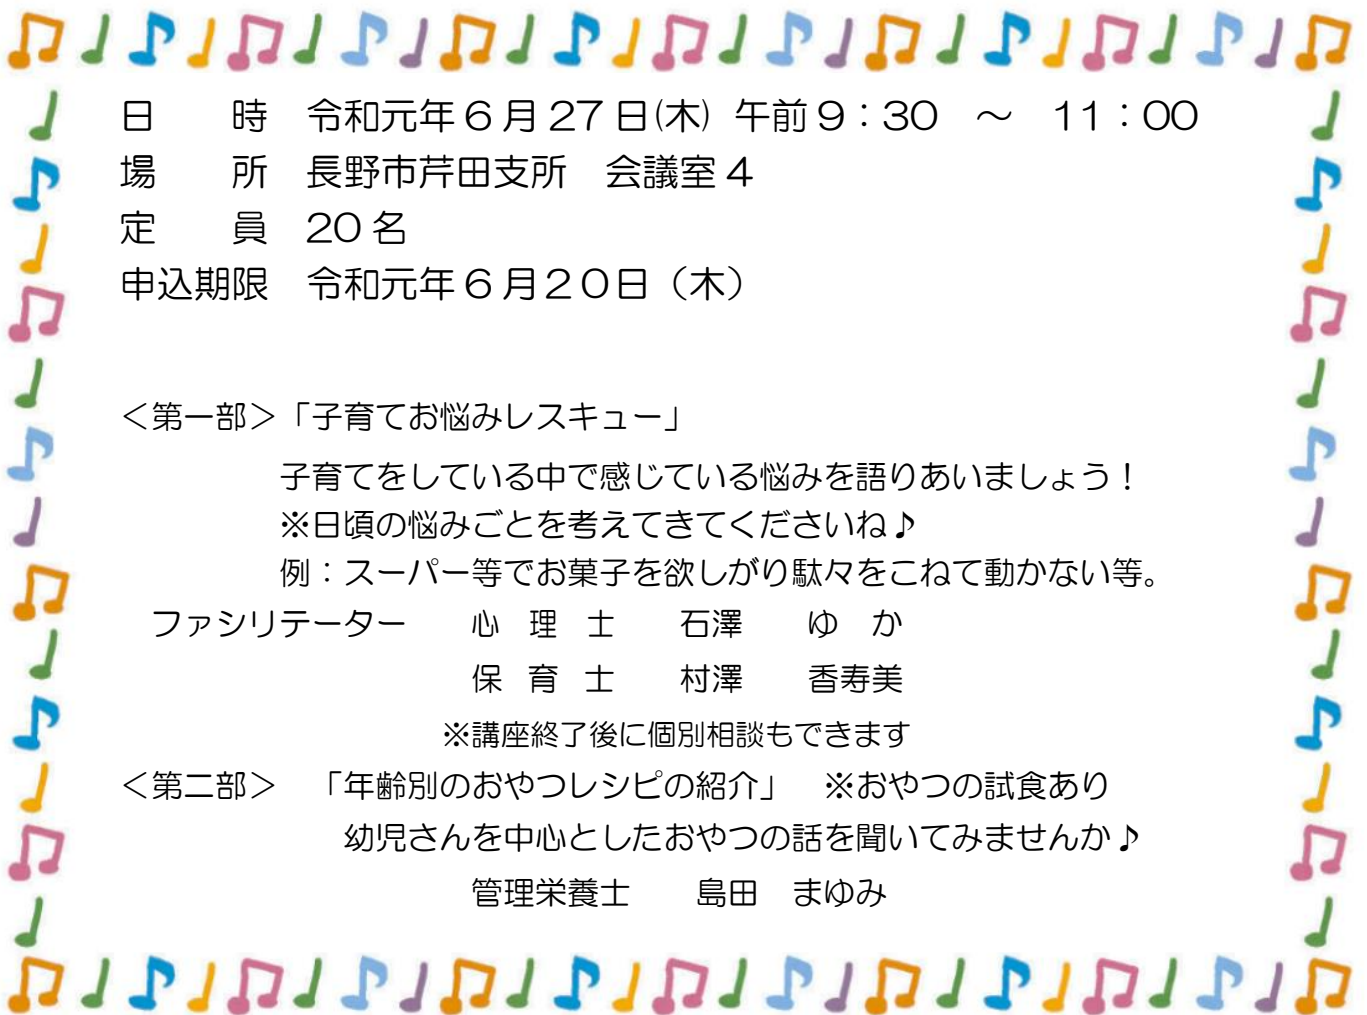 日　　時　令和元年６月27日(木) 午前９：30　～　11：00
場　　所　長野市芹田支所　会議室４
定　　員　20名
申込期限　令和元年６月２０日（木）
＜第一部＞「子育てお悩みレスキュー」
子育てをしている中で感じている悩みを語りあいましょう！
※日頃の悩みごとを考えてきてくださいね♪
例：スーパー等でお菓子を欲しがり駄々をこねて動かない等。
ファシリテーター　　心　理　士　　石澤　　ゆ　か
保　育　士　　村澤　　香寿美
※講座終了後に個別相談もできます
＜第二部＞　「年齢別のおやつレシピの紹介」　※おやつの試食あり
幼児さんを中心としたおやつの話を聞いてみませんか♪
管理栄養士　　島田　まゆみ